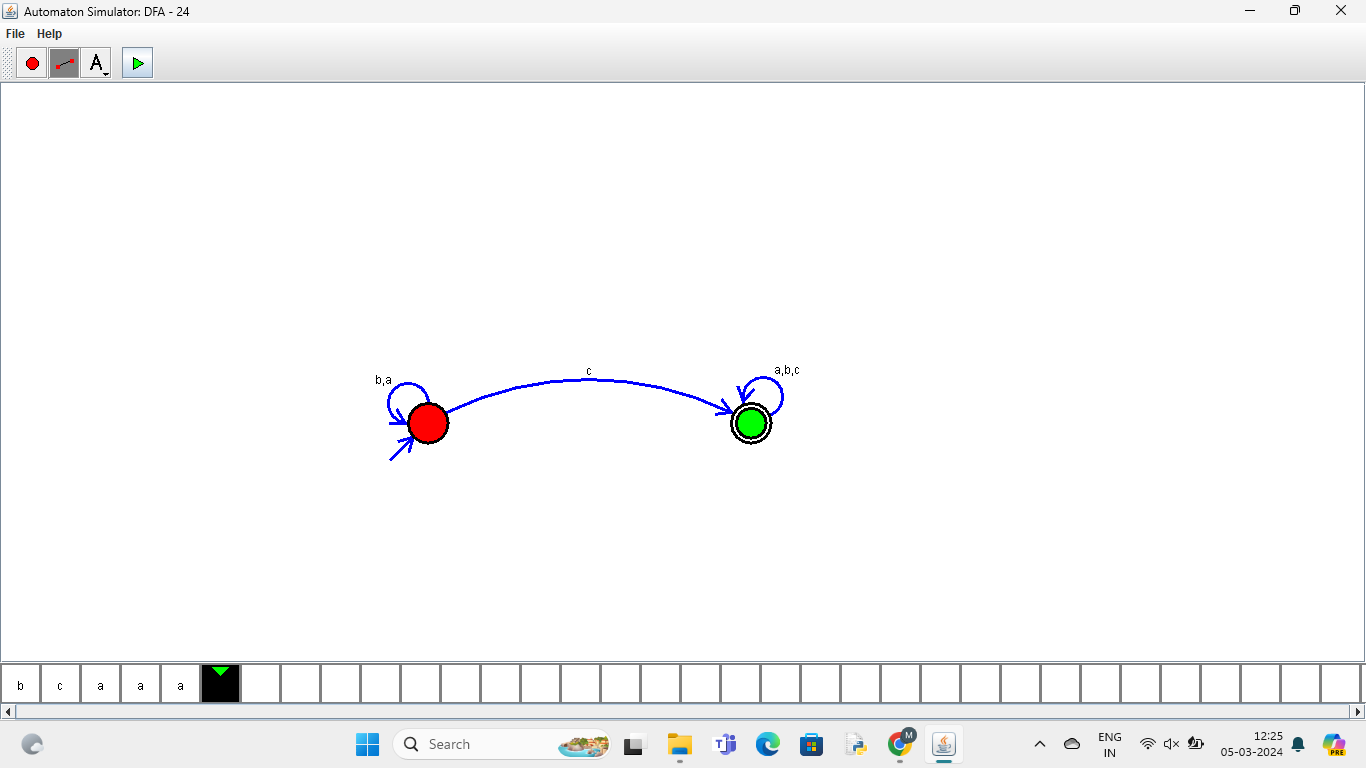 Automaton Simulator: DFA - 24
File Help
A
c
a,b,c
b,a
b c a a a
Search
M
ENG
IN
12:25
05-03-2024
PRE